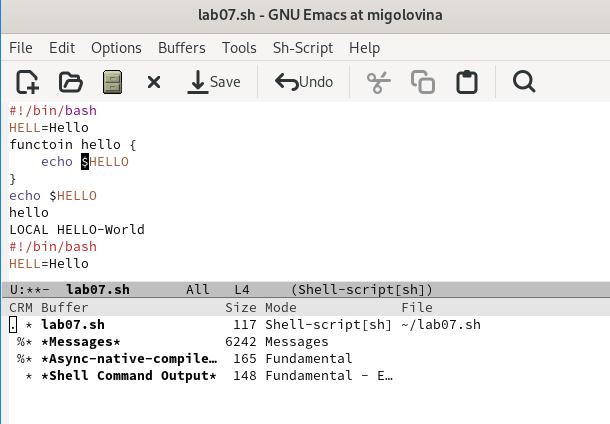 lab07.sh - GNU Emacs at migolovina
File Edit Options Buffers Tools Sh-Script Help
Save Undo
#!/bin/bash
HELL=Hello
functoin hello {
    echo $HELLO
}
echo $HELLO
hello
LOCAL HELLO-World
#!/bin/bash
HELL=Hello
U:**-  lab07.sh       All   L4     (Shell-script[sh])
CRM Buffer                Size Mode             File
. * lab07.sh               117 Shell-script[sh] ~/lab07.sh
 %* *Messages*            6242 Messages
 %* *Async-native-compile…  165 Fundamental
  * *Shell Command Output*  148 Fundamental - E…